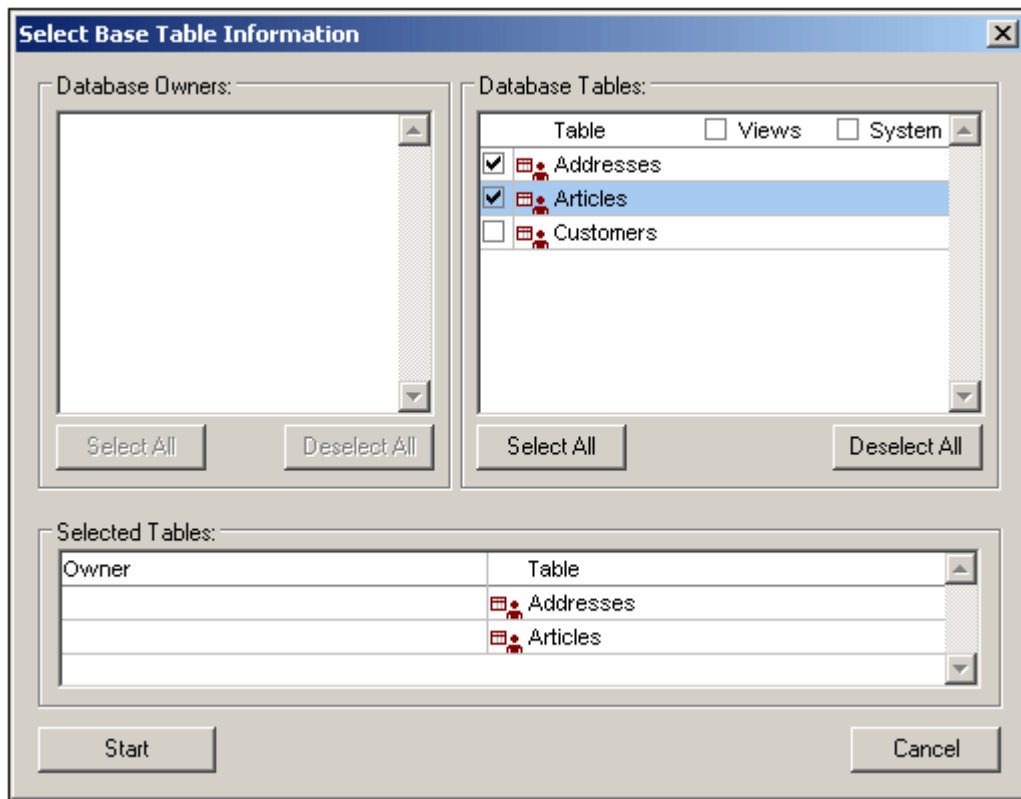 Select Base Table Information
Database Owners:
Select All
Deselect All
Database Tables:
Table Views System
Addresses
Articles
Customers
Select All
Deselect All
Selected Tables:
Owner Table
Addresses
Articles
Start
Cancel